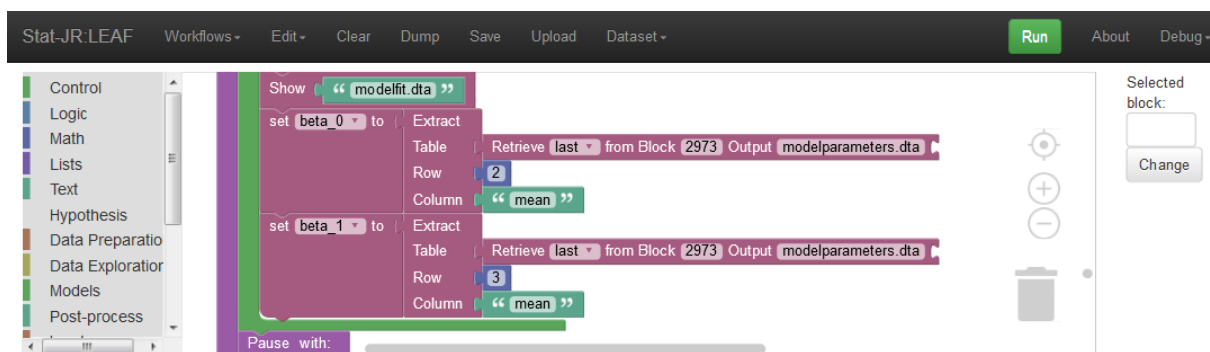 Stat-JR:LEAF Workflows Edit Clear Dump Save Upload Dataset Run About Debug
Control
Logic
Math
Lists
Text
Hypothesis
Data Preparatio
Data Exploration
Models
Post-process
Show “ modelfit.dta ”
set beta_0 to Extract
Table Retrieve last from Block 2973 Output modelparameters.dta
Row 2
Column “ mean ”
set beta_1 to Extract
Table Retrieve last from Block 2973 Output modelparameters.dta
Row 3
Column “ mean ”
Pause with:
Selected
block:
Change